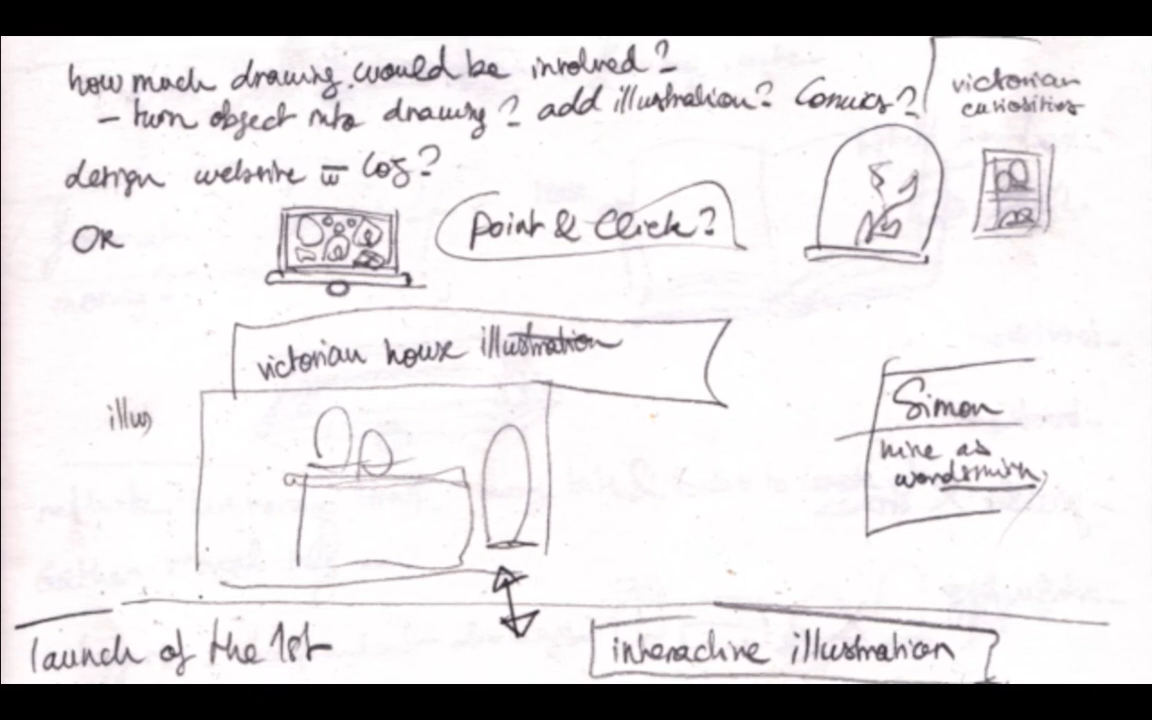 how much drawing would be involved?
- turn object into drawing? add illustration? Comics?
victorian
curiosities
design website w̅
OR
Point & Click?
victorian house illustration
illus
Simon
hire as
wordsmith
launch of the 1st
interactive illustration